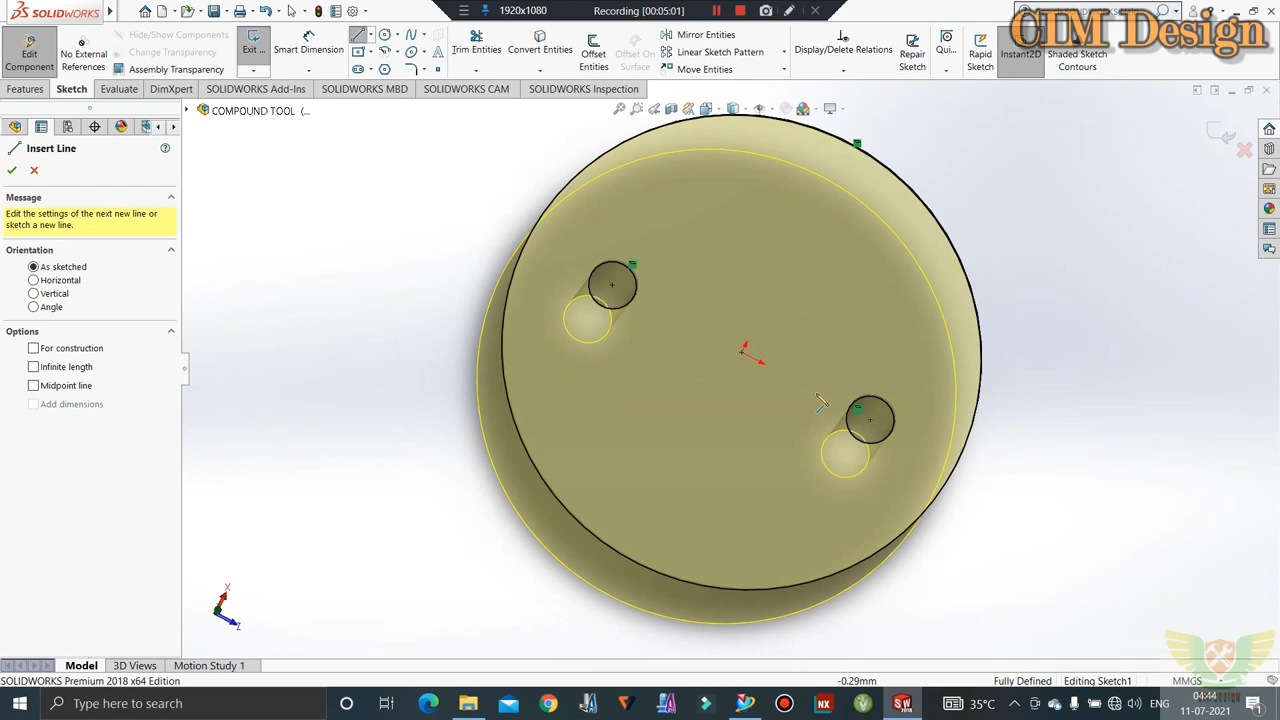 SOLIDWORKS
1920x1080
Recording [00:05:01]
CIM Design
Edit Component
No External References
Hide/Show Components
Change Transparency
Assembly Transparency
Exit ...
Smart Dimension
Trim Entities
Convert Entities
Offset Entities
Offset On Surface
Mirror Entities
Linear Sketch Pattern
Move Entities
Display/Delete Relations
Repair Sketch
Qui...
Rapid Sketch
Instant2D
Shaded Sketch Contours
Features
Sketch
Evaluate
DimXpert
SOLIDWORKS Add-Ins
SOLIDWORKS MBD
SOLIDWORKS CAM
SOLIDWORKS Inspection
COMPOUND TOOL (...
Insert Line
Message
Edit the settings of the next new line or
sketch a new line.
Orientation
As sketched
Horizontal
Vertical
Angle
Options
For construction
Infinite length
Midpoint line
Add dimensions
X
Z
Model
3D Views
Motion Study 1
SOLIDWORKS Premium 2018 x64 Edition
-0.29mm
Fully Defined
Editing Sketch1
MMGS
Type here to search
NX
SW
2018
35°C
ENG
04:44
11-07-2021